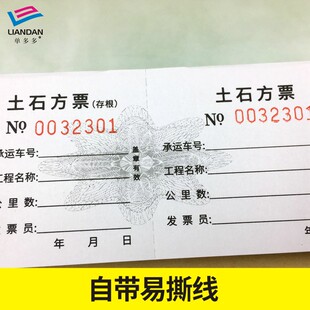 LIANDAN
单多多
土石方票(存根)
№ 0032301
承运车号:
工程名称:
公里数:
发票员:
年 月 日
盖章有效
土石方票
№ 0032301
承运车号:
工程名称:
公里数:
发票员:
年
自带易撕线